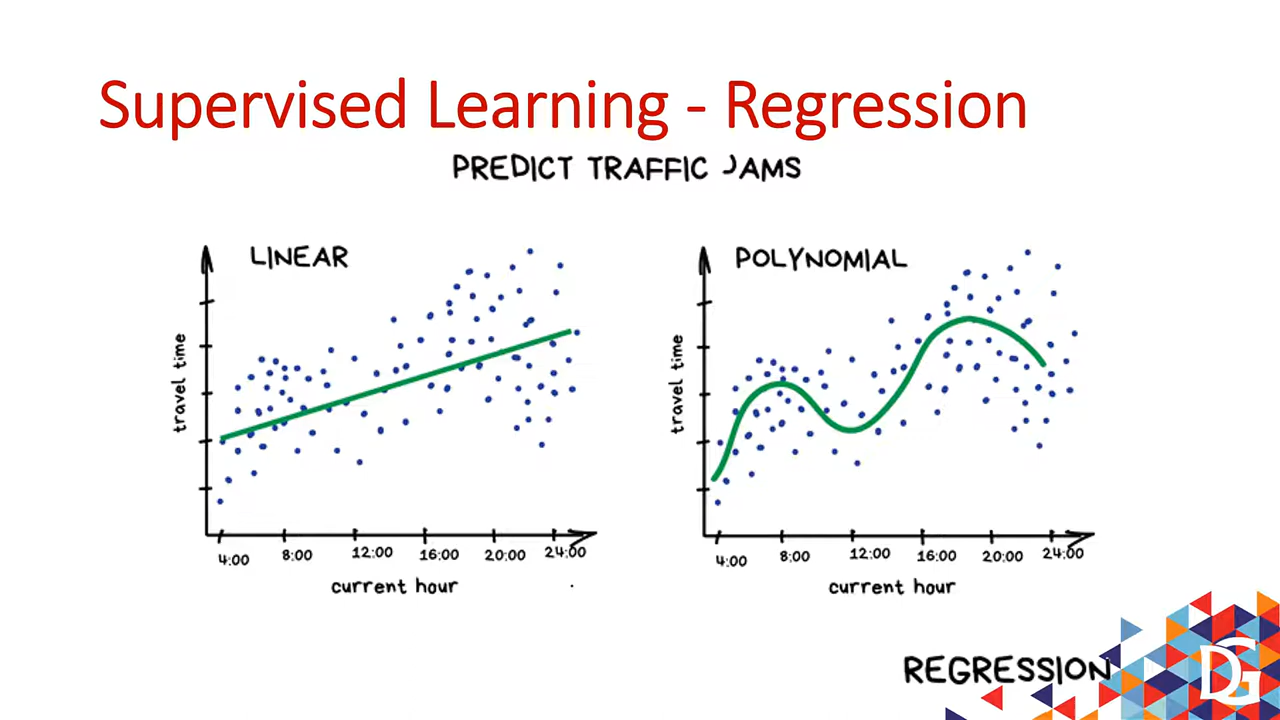 Supervised Learning - Regression
PREDICT TRAFFIC JAMS
LINEAR
travel time
4:00 8:00 12:00 16:00 20:00 24:00
current hour
POLYNOMIAL
travel time
4:00 8:00 12:00 16:00 20:00 24:00
current hour
REGRESSION
DG